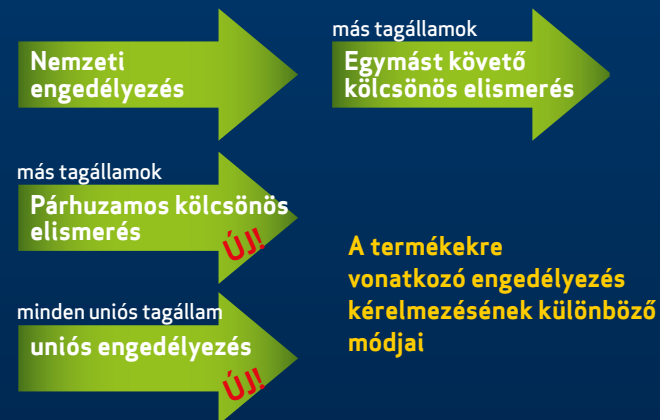 Nemzeti
engedélyezés
más tagállamok
Egymást követő
kölcsönös elismerés
más tagállamok
Párhuzamos kölcsönös
elismerés
ÚJ!
minden uniós tagállam
uniós engedélyezés
ÚJ!
A termékekre
vonatkozó engedélyezés
kérelmezésének különböző
módjai